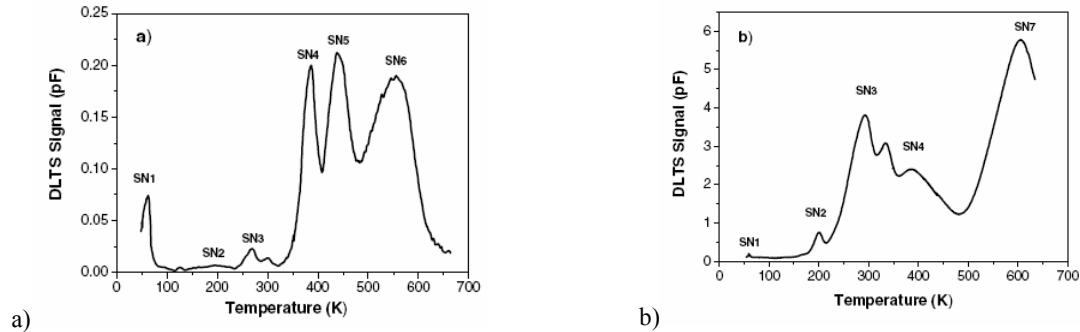 a)
SN1
SN2
SN3
SN4
SN5
SN6
DLTS Signal (pF)
0.25
0.20
0.15
0.10
0.05
0.00
0 100 200 300 400 500 600 700
Temperature (K)
a)
b)
SN1
SN2
SN3
SN4
SN7
DLTS Signal (pF)
6
5
4
3
2
1
0
0 100 200 300 400 500 600 700
Temperature (K)
b)